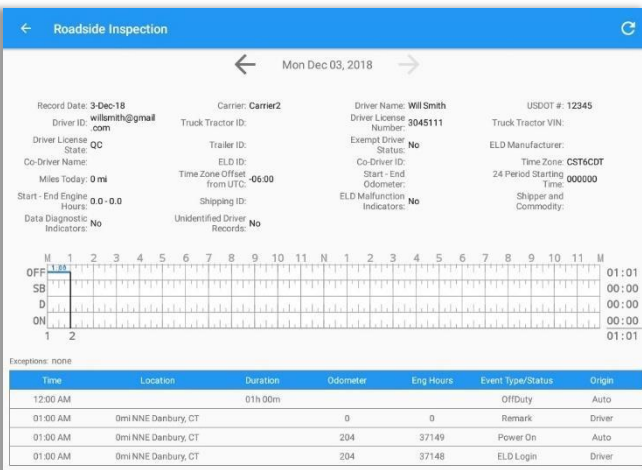 Roadside Inspection
Mon Dec 03, 2018
Record Date: 3-Dec-18 Carrier: Carrier2 Driver Name: Will Smith USDOT #: 12345
Driver ID: willsmith@gmail.com Truck Tractor ID: Driver License Number: 3045111 Truck Tractor VIN:
Driver License State: QC Trailer ID: Exempt Driver Status: No ELD Manufacturer:
Co-Driver Name: ELD ID: Co-Driver ID: Time Zone: CST6CDT
Miles Today: 0 mi Time Zone Offset from UTC: -06:00 Start - End Odometer: 24 Period Starting Time: 000000
Start - End Engine Hours: 0.0 - 0.0 Shipping ID: ELD Malfunction Indicators: No Shipper and Commodity:
Data Diagnostic Indicators: No Unidentified Driver Records: No
M 1 2 3 4 5 6 7 8 9 10 11 N 1 2 3 4 5 6 7 8 9 10 11 M
OFF 1:00 01:01
SB 00:00
D 00:00
ON 00:00
1 2 01:01
Exceptions: none
Time Location Duration Odometer Eng Hours Event Type/Status Origin
12:00 AM 01h 00m OffDuty Auto
01:00 AM 0mi NNE Danbury, CT 0 0 Remark Driver
01:00 AM 0mi NNE Danbury, CT 204 37149 Power On Auto
01:00 AM 0mi NNE Danbury, CT 204 37148 ELD Login Driver